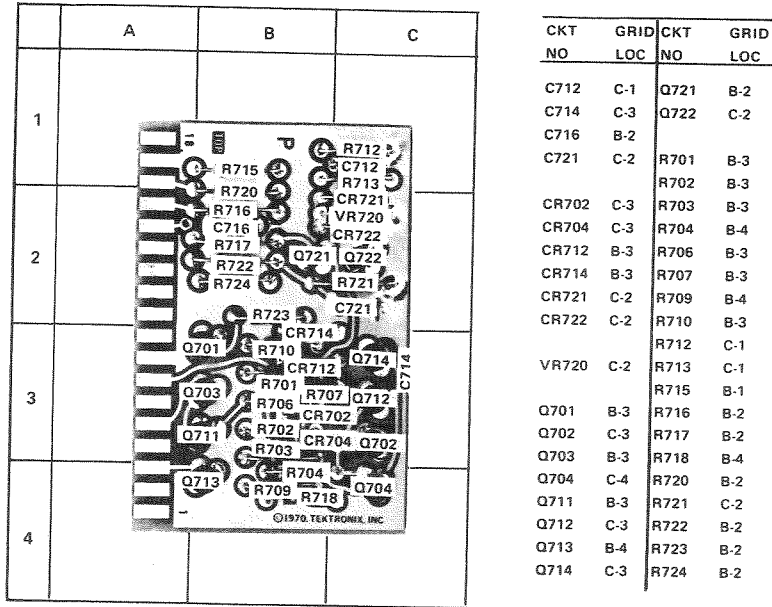 A B C
1
2
3
4
18
P
R712
C712
R715
R713
R720
CR721
R716
VR720
C716
CR722
R717
Q721 Q722
R722
R721
R724
C721
R723
CR714
Q701
R710
Q714
CR712
C714
R701
Q703
R707
Q712
R706
CR702
Q711
R702
CR704 Q702
R703
R704
Q713
R709
R718
Q704
1
©1970, TEKTRONIX, INC
CKT GRID CKT GRID
NO LOC NO LOC
C712 C-1 Q721 B-2
C714 C-3 Q722 C-2
C716 B-2
C721 C-2 R701 B-3
R702 B-3
CR702 C-3 R703 B-3
CR704 C-3 R704 B-4
CR712 B-3 R706 B-3
CR714 B-3 R707 B-3
CR721 C-2 R709 B-4
CR722 C-2 R710 B-3
R712 C-1
VR720 C-2 R713 C-1
R715 B-1
Q701 B-3 R716 B-2
Q702 C-3 R717 B-2
Q703 B-3 R718 B-4
Q704 C-4 R720 B-2
Q711 B-3 R721 C-2
Q712 C-3 R722 B-2
Q713 B-4 R723 B-2
Q714 C-3 R724 B-2